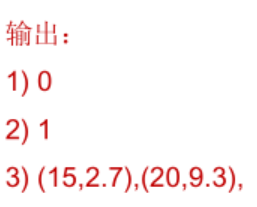 输出：
1) 0
2) 1
3) (15,2.7),(20,9.3),